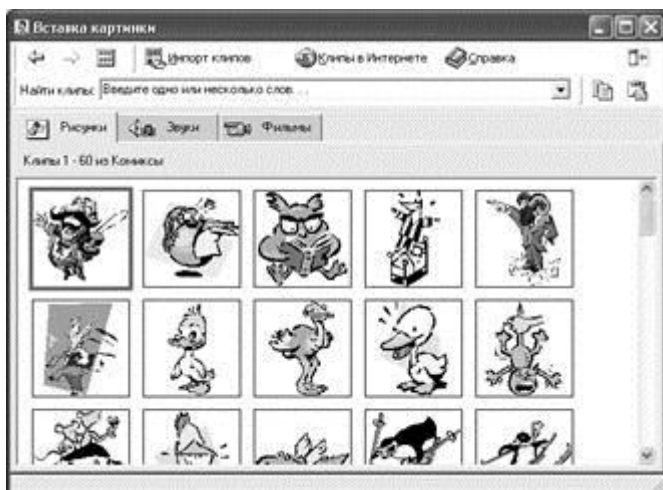 Вставка картинки
Импорт клипов Клипы в Интернете Справка
Найти клипы: Введите одно или несколько слов...
Рисунки Звуки Фильмы
Клипы 1 - 60 из Комиксы